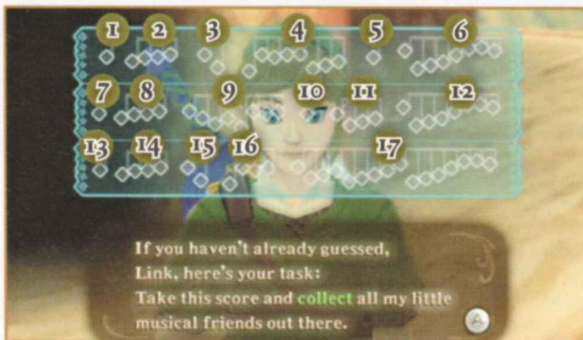 1 2 3 4 5 6
7 8 9 10 11 12
13 14 15 16 17
If you haven't already guessed,
Link, here's your task:
Take this score and collect all my little
musical friends out there.
A